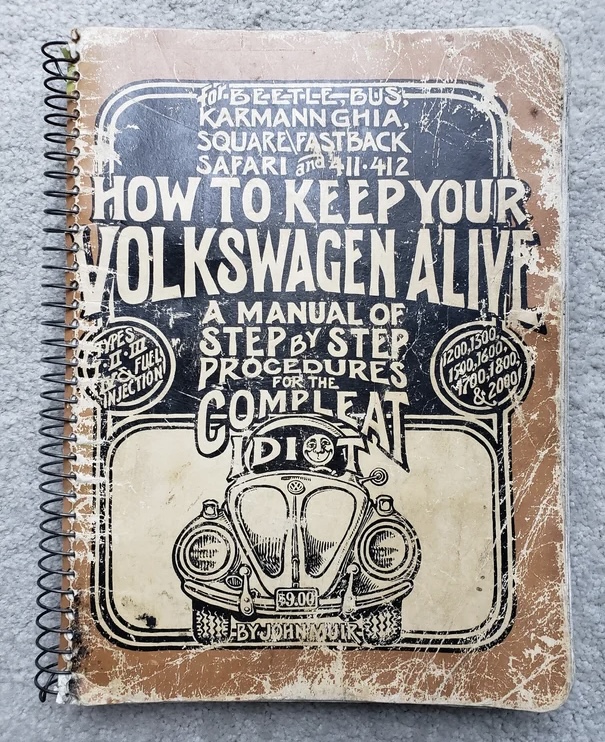 for BEETLE, BUS,
KARMANN GHIA,
SQUARE/FASTBACK
SAFARI and 411·412
HOW TO KEEP YOUR
VOLKSWAGEN ALIVE
A MANUAL OF
STEP BY STEP
PROCEDURES
FOR THE
COMPLEAT
IDIOT
TYPES
I·II·III
IV & FUEL
INJECTION
1200, 1300,
1500, 1600,
1700, 1800,
& 2000
VW
$9.00
BY JOHN MUIR